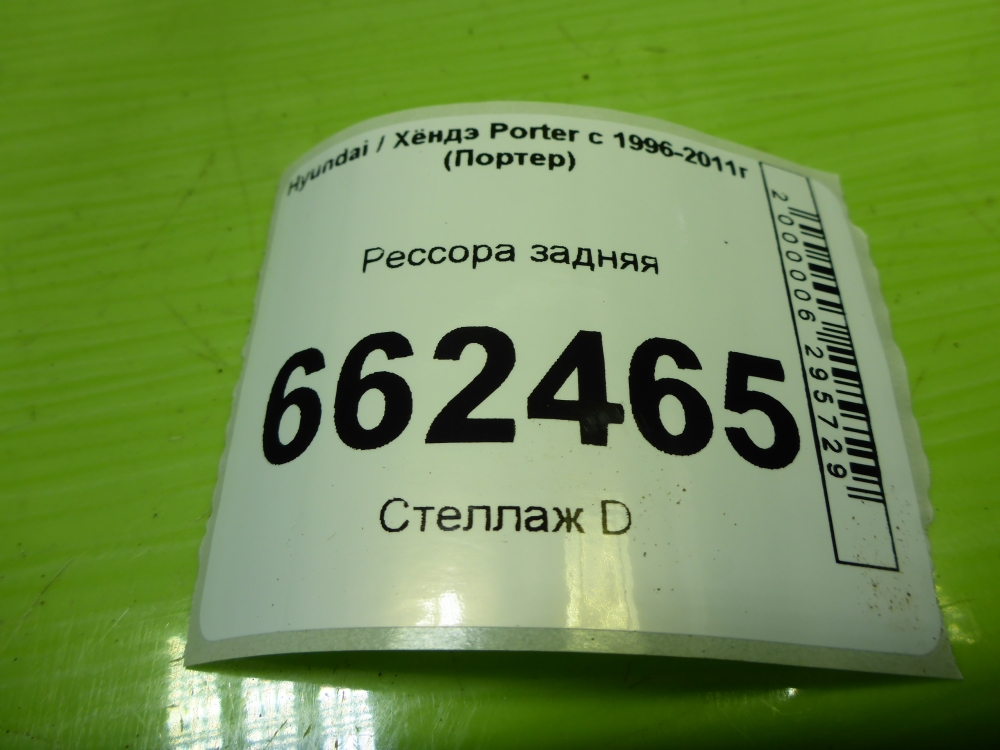 Hyundai / Хёндэ Porter с 1996-2011г
(Портер)
Рессора задняя
662465
Стеллаж D
2000006295729